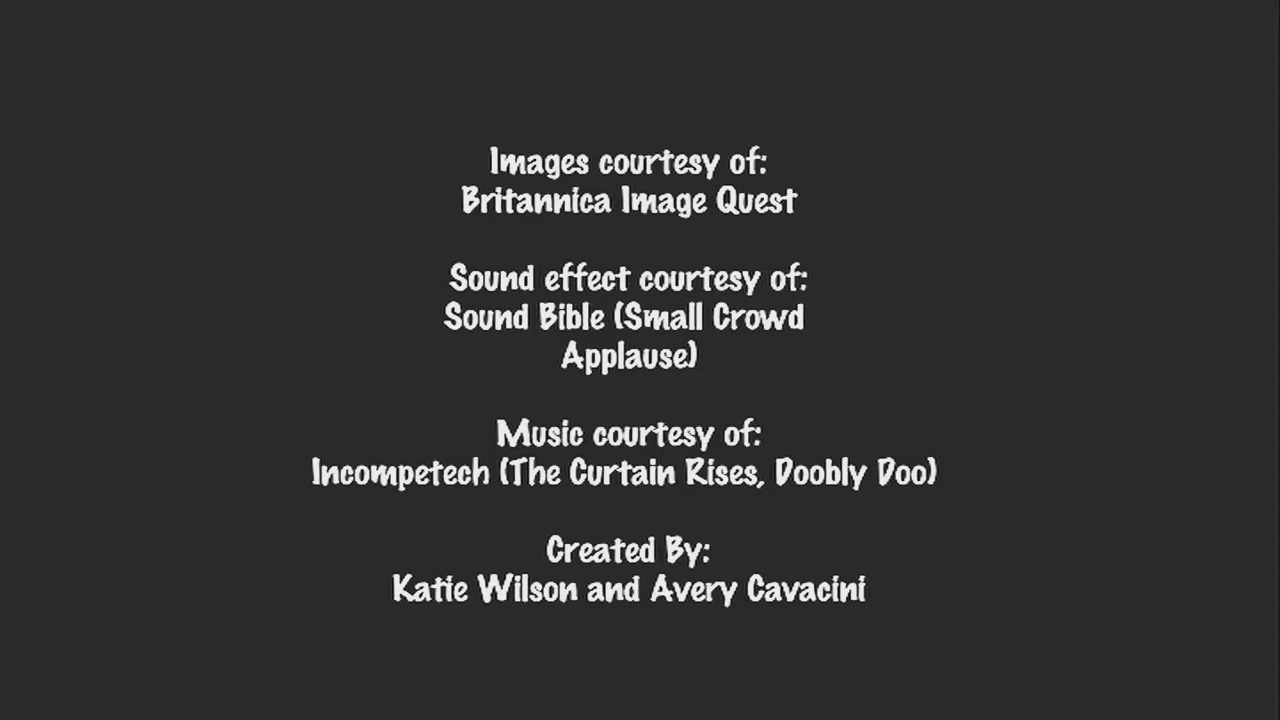 Images courtesy of:
Britannica Image Quest
Sound effect courtesy of:
Sound Bible (Small Crowd
Applause)
Music courtesy of:
Incompetech (The Curtain Rises, Doobly Doo)
Created By:
Katie Wilson and Avery Cavacini